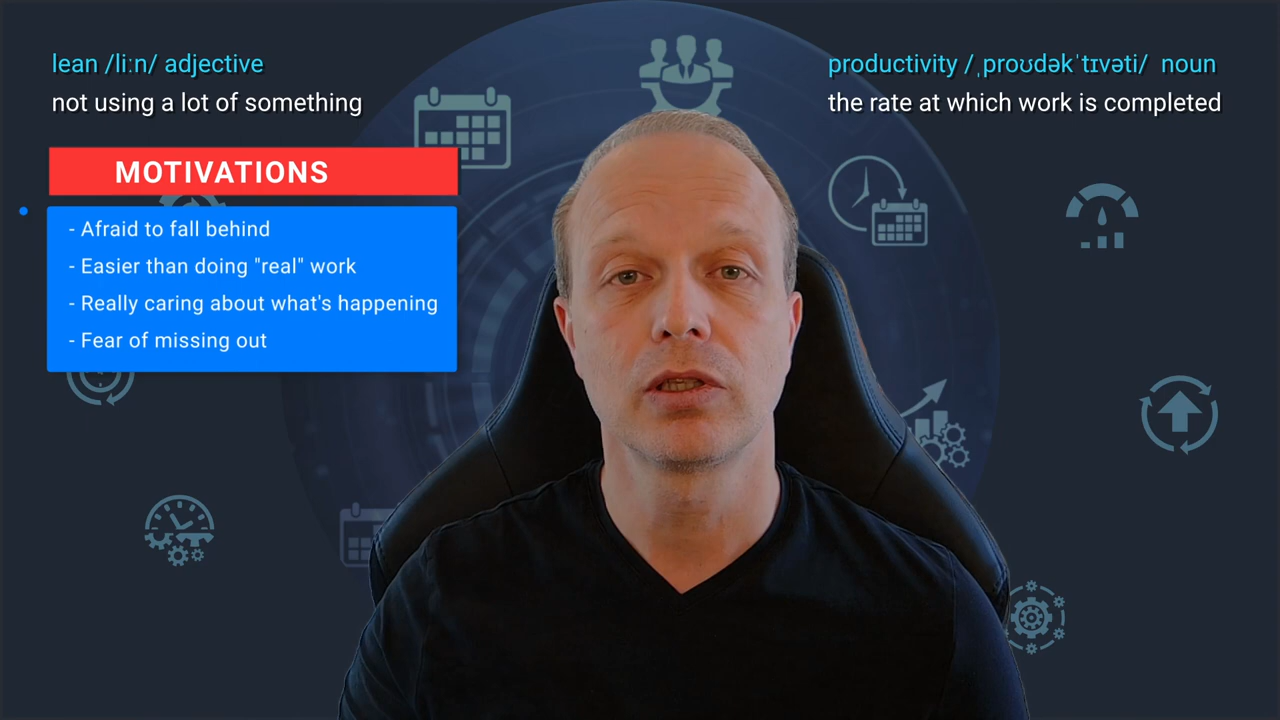 lean /liːn/ adjective
not using a lot of something
productivity /ˌproʊdəkˈtɪvəti/ noun
the rate at which work is completed
MOTIVATIONS
- Afraid to fall behind
- Easier than doing "real" work
- Really caring about what's happening
- Fear of missing out